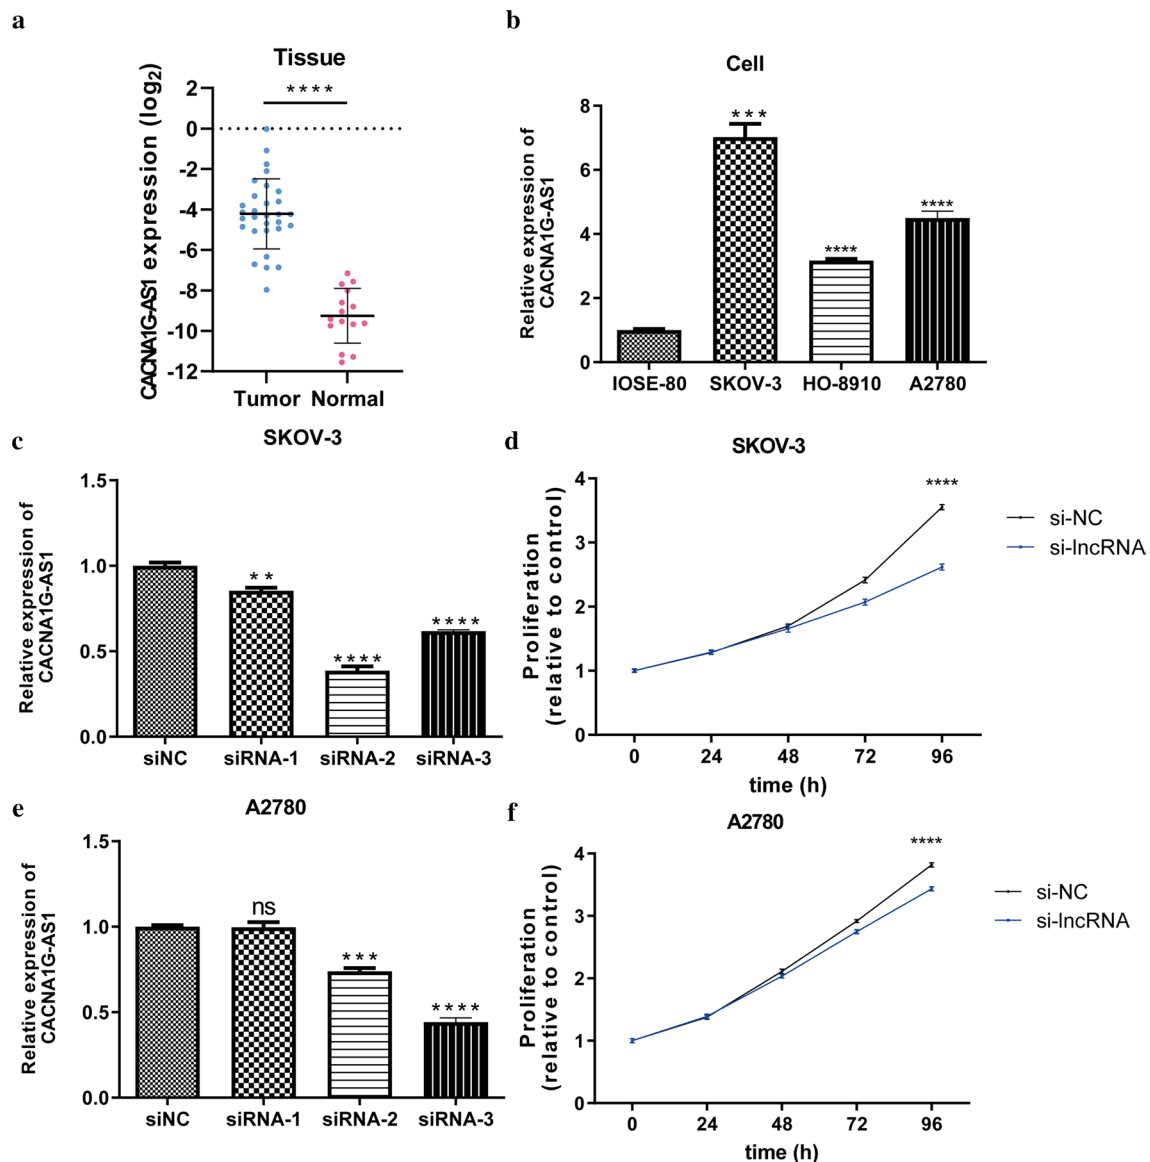 a
Tissue
CACNA1G-AS1 expression (log2)
****
2
0
-2
-4
-6
-8
-10
-12
Tumor Normal
b
Cell
Relative expression of
CACNA1G-AS1
8
6
4
2
0
***
****
****
IOSE-80 SKOV-3 HO-8910 A2780
c
SKOV-3
Relative expression of
CACNA1G-AS1
1.5
1.0
0.5
0.0
**
****
****
siNC siRNA-1 siRNA-2 siRNA-3
d
SKOV-3
Proliferation
(relative to control)
4
3
2
1
0
****
si-NC
si-lncRNA
0 24 48 72 96
time (h)
e
A2780
Relative expression of
CACNA1G-AS1
1.5
1.0
0.5
0.0
ns
***
****
siNC siRNA-1 siRNA-2 siRNA-3
f
A2780
Proliferation
(relative to control)
4
3
2
1
0
****
si-NC
si-lncRNA
0 24 48 72 96
time (h)